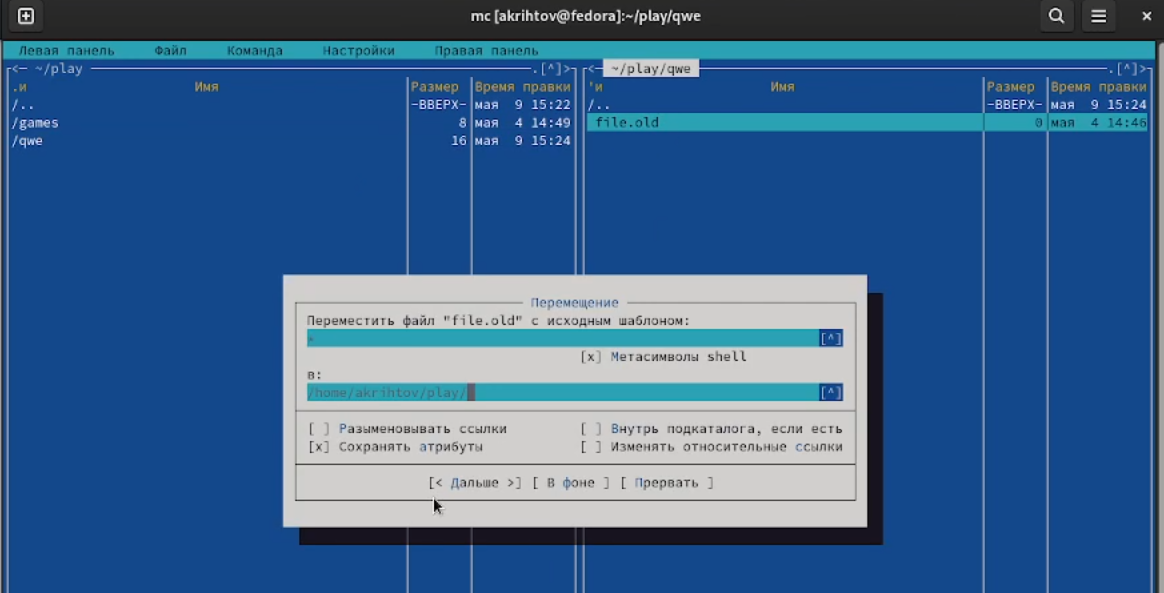 mc [akrihtov@fedora]:~/play/qwe
Левая панель Файл Команда Настройки Правая панель
<- ~/play .[^]> <- ~/play/qwe .[^]>
.и Имя Размер Время правки 'и Имя Размер Время правки
/.. -ВВЕРХ- мая 9 15:22 /.. -ВВЕРХ- мая 9 15:24
/games 8 мая 4 14:49 file.old 0 мая 4 14:46
/qwe 16 мая 9 15:24
Перемещение
Переместить файл "file.old" с исходным шаблоном:
* [^]
[x] Метасимволы shell
в:
/home/akrihtov/play/ [^]
[ ] Разыменовывать ссылки [ ] Внутрь подкаталога, если есть
[x] Сохранять атрибуты [ ] Изменять относительные ссылки
[< Дальше >] [ В фоне ] [ Прервать ]